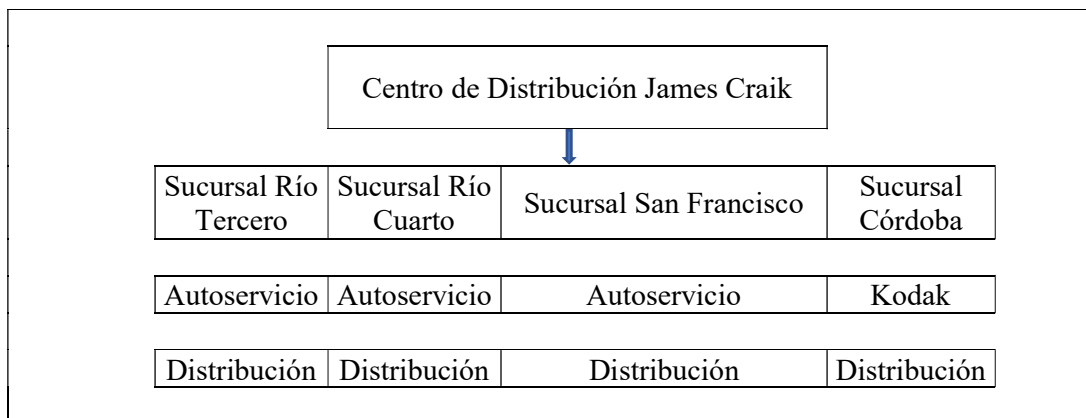 Centro de Distribución James Craik
Sucursal Río Tercero
Sucursal Río Cuarto
Sucursal San Francisco
Sucursal Córdoba
Autoservicio
Autoservicio
Autoservicio
Kodak
Distribución
Distribución
Distribución
Distribución